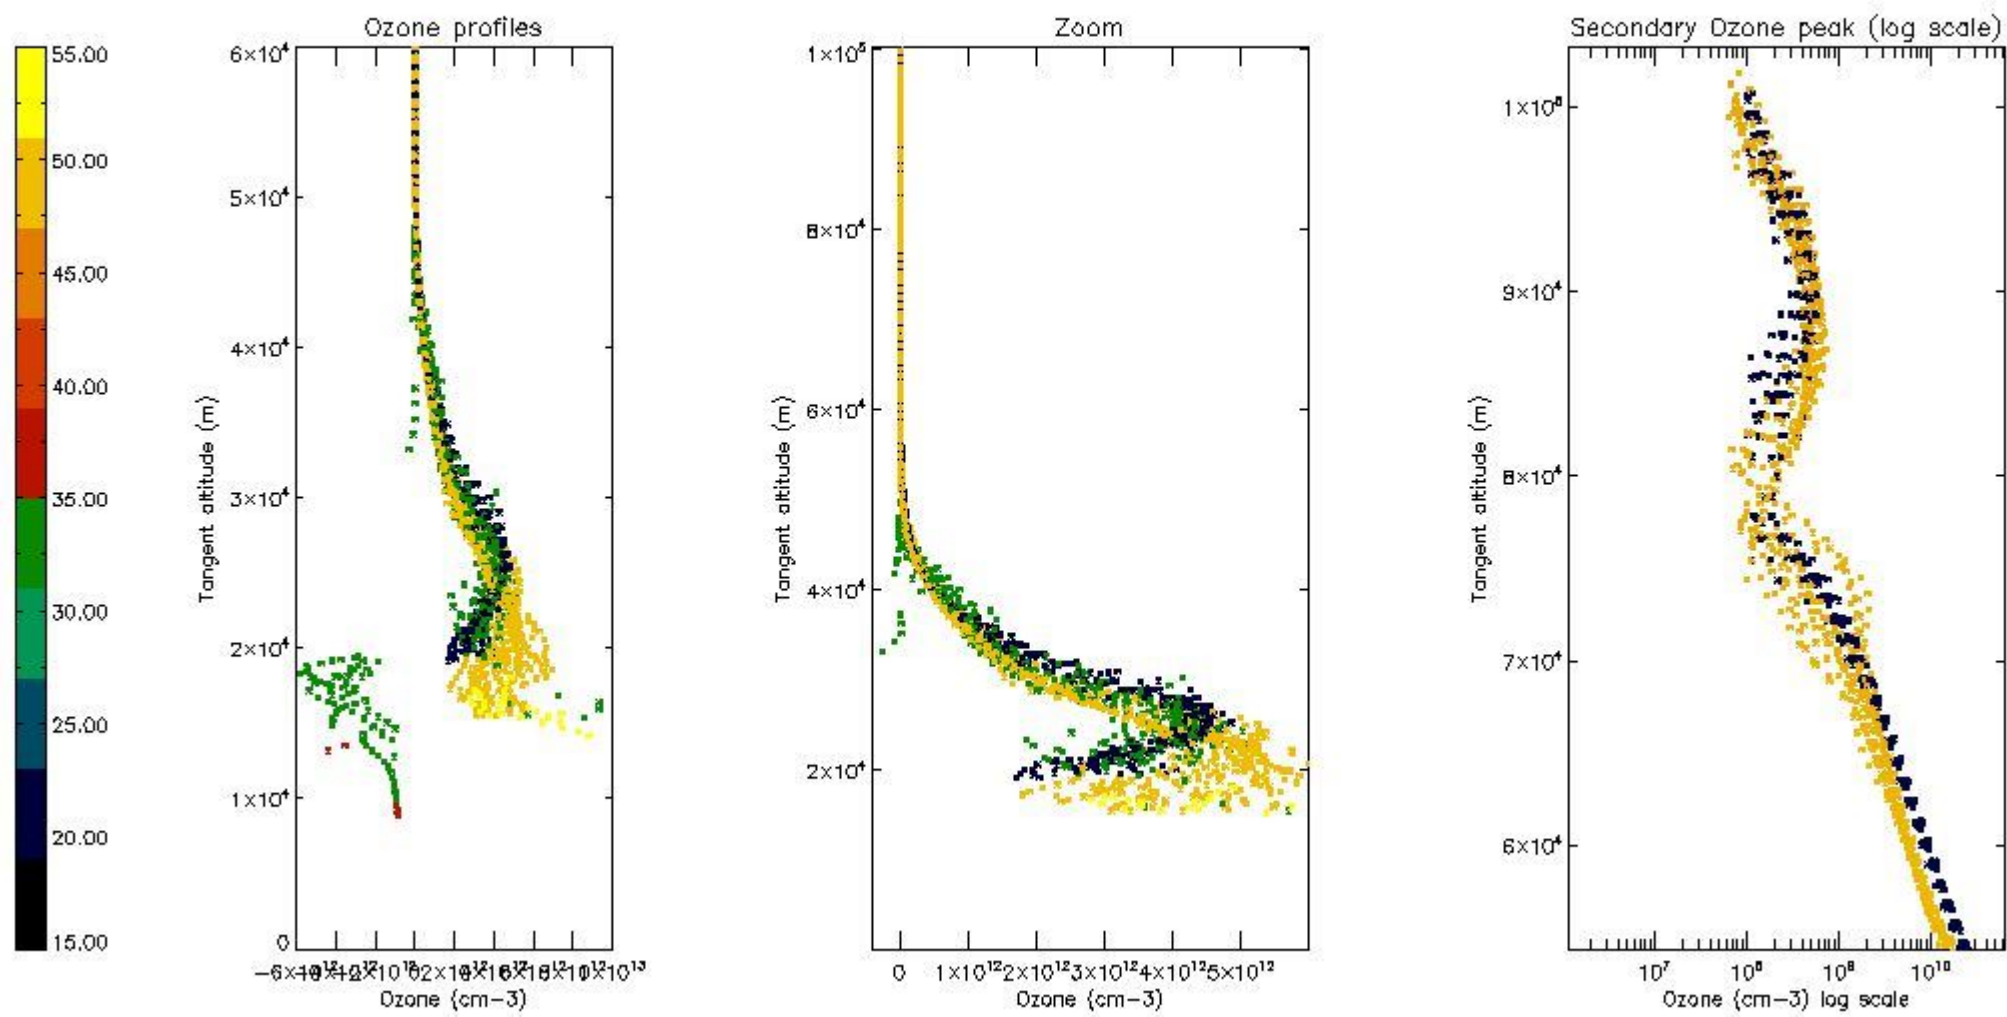 Ozone profiles
Zoom
Secondary Ozone peak (log scale)
55.00
50.00
45.00
40.00
35.00
30.00
25.00
20.00
15.00
6×10⁴
5×10⁴
4×10⁴
3×10⁴
2×10⁴
1×10⁴
0
Tangent altitude (m)
Ozone (cm-3)
1×10⁵
8×10⁴
6×10⁴
4×10⁴
2×10⁴
Tangent altitude (m)
0 1×10¹² 2×10¹² 3×10¹² 4×10¹² 5×10¹²
Ozone (cm-3)
1×10⁵
9×10⁴
8×10⁴
7×10⁴
6×10⁴
Tangent altitude (m)
10⁷ 10⁸ 10⁹ 10¹⁰
Ozone (cm-3) log scale